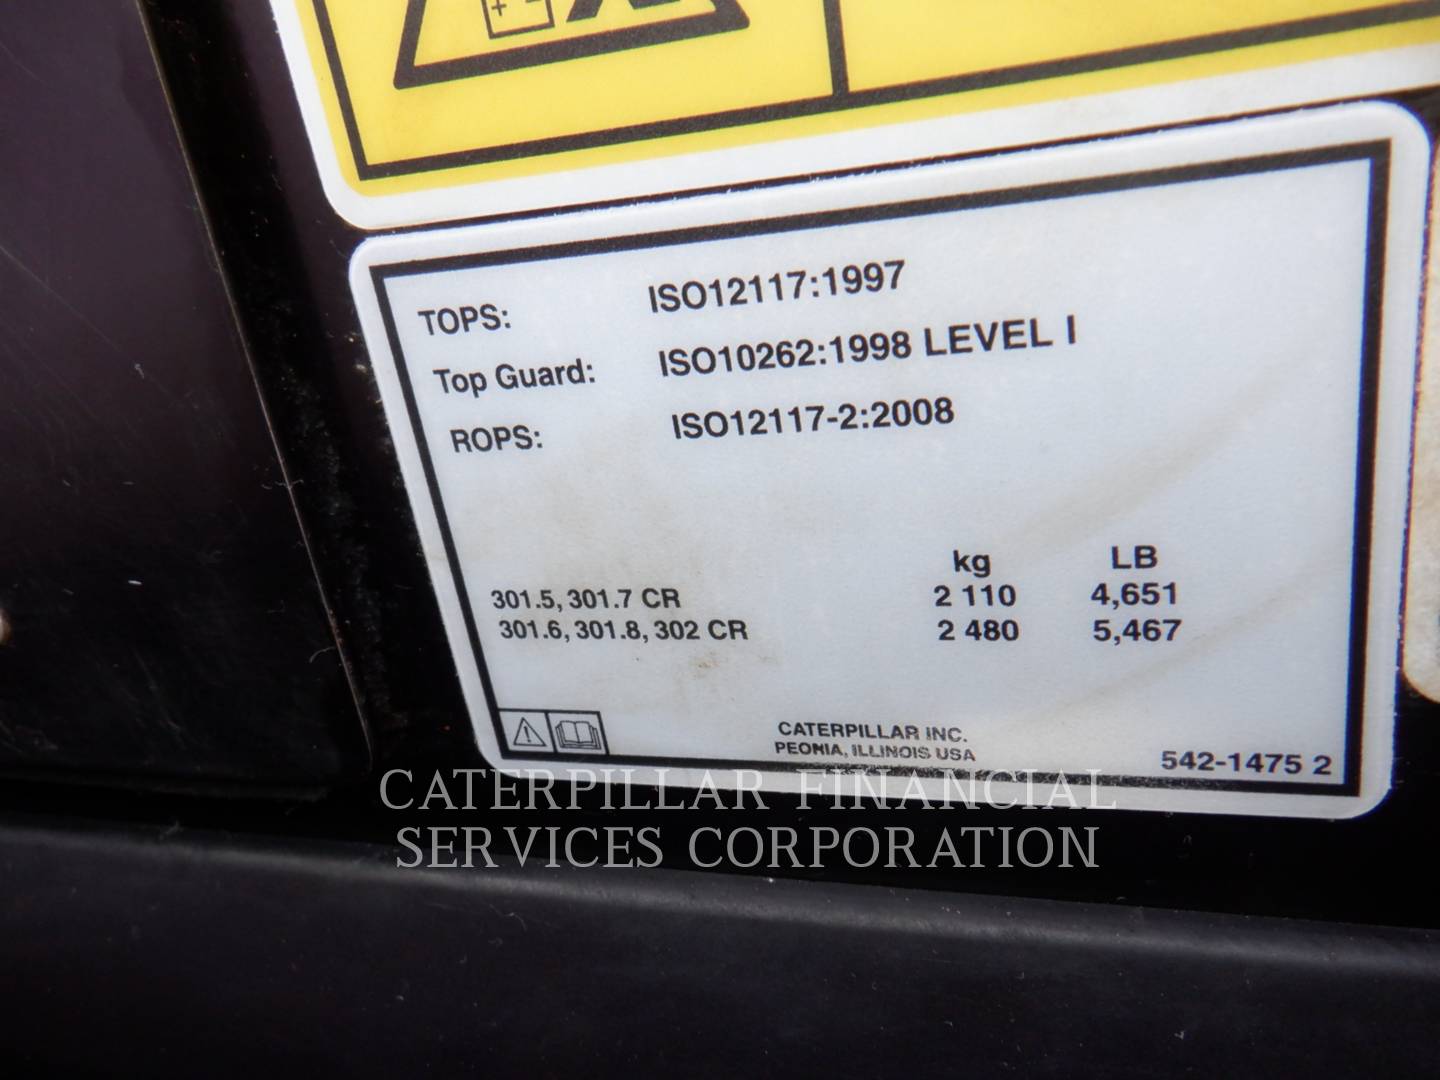 TOPS: ISO12117:1997
Top Guard: ISO10262:1998 LEVEL I
ROPS: ISO12117-2:2008
kg LB
301.5, 301.7 CR 2 110 4,651
301.6, 301.8, 302 CR 2 480 5,467
CATERPILLAR INC.
PEORIA, ILLINOIS USA
542-1475 2
CATERPILLAR FINANCIAL
SERVICES CORPORATION